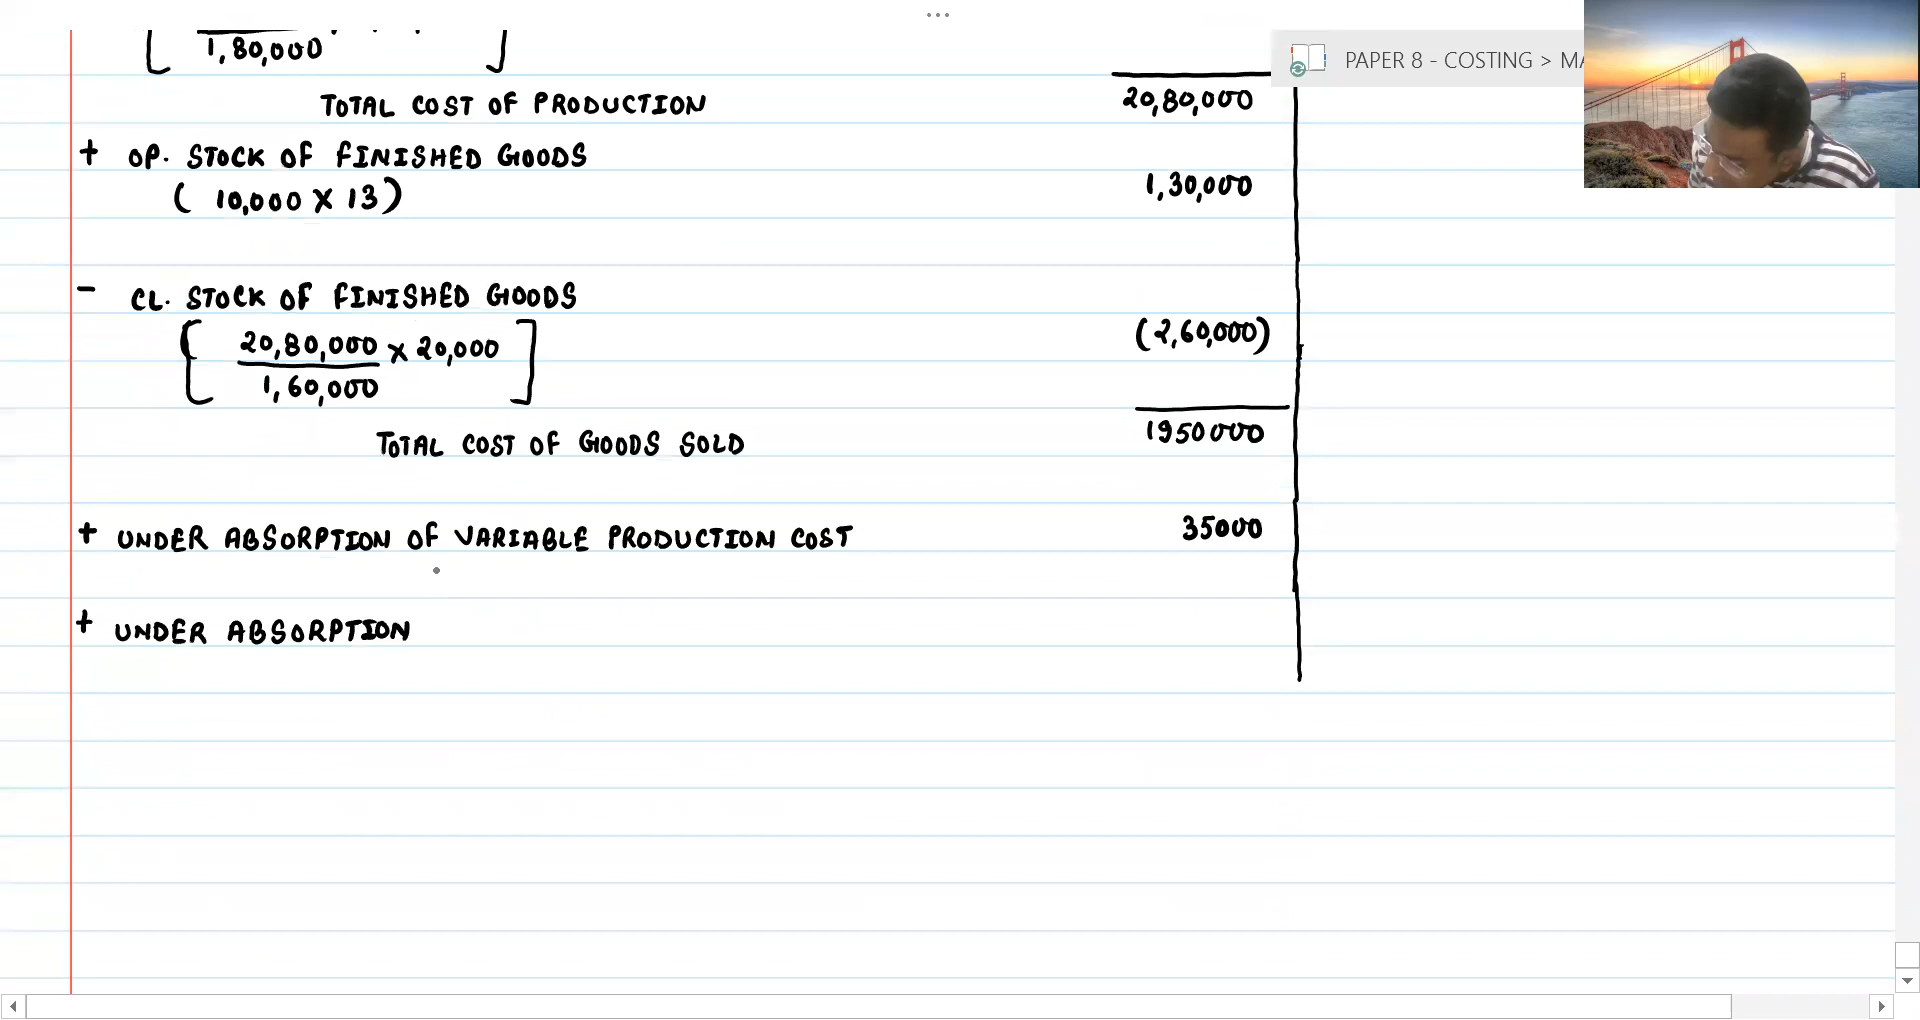 ...
1,80,000
PAPER 8 - COSTING > MA
TOTAL COST OF PRODUCTION 20,80,000
+ OP. STOCK OF FINISHED GOODS
( 10,000 X 13) 1,30,000
- CL. STOCK OF FINISHED GOODS
[ 20,80,000 x 20,000 ] (2,60,000)
1,60,000
TOTAL COST OF GOODS SOLD 1950000
+ UNDER ABSORPTION OF VARIABLE PRODUCTION COST 35000
+ UNDER ABSORPTION